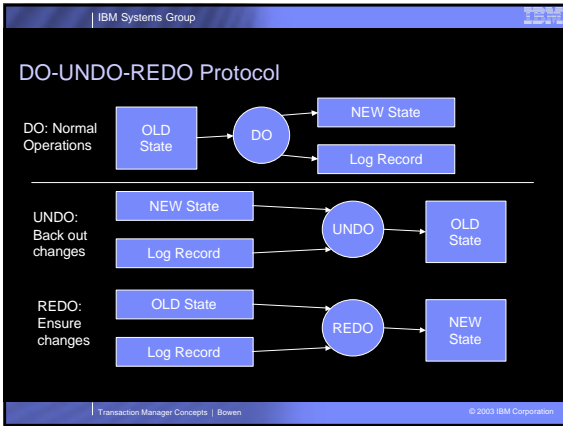 IBM Systems Group
IBM
DO-UNDO-REDO Protocol
DO: Normal
Operations
OLD
State
DO
NEW State
Log Record
UNDO:
Back out
changes
NEW State
Log Record
UNDO
OLD
State
REDO:
Ensure
changes
OLD State
Log Record
REDO
NEW
State
Transaction Manager Concepts | Bowen
© 2003 IBM Corporation